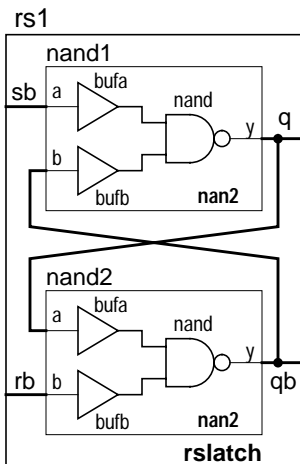 rs1
nand1
sb a bufa nand y q
b bufb nan2
nand2
a bufa nand y
rb b bufb nan2 qb
rslatch